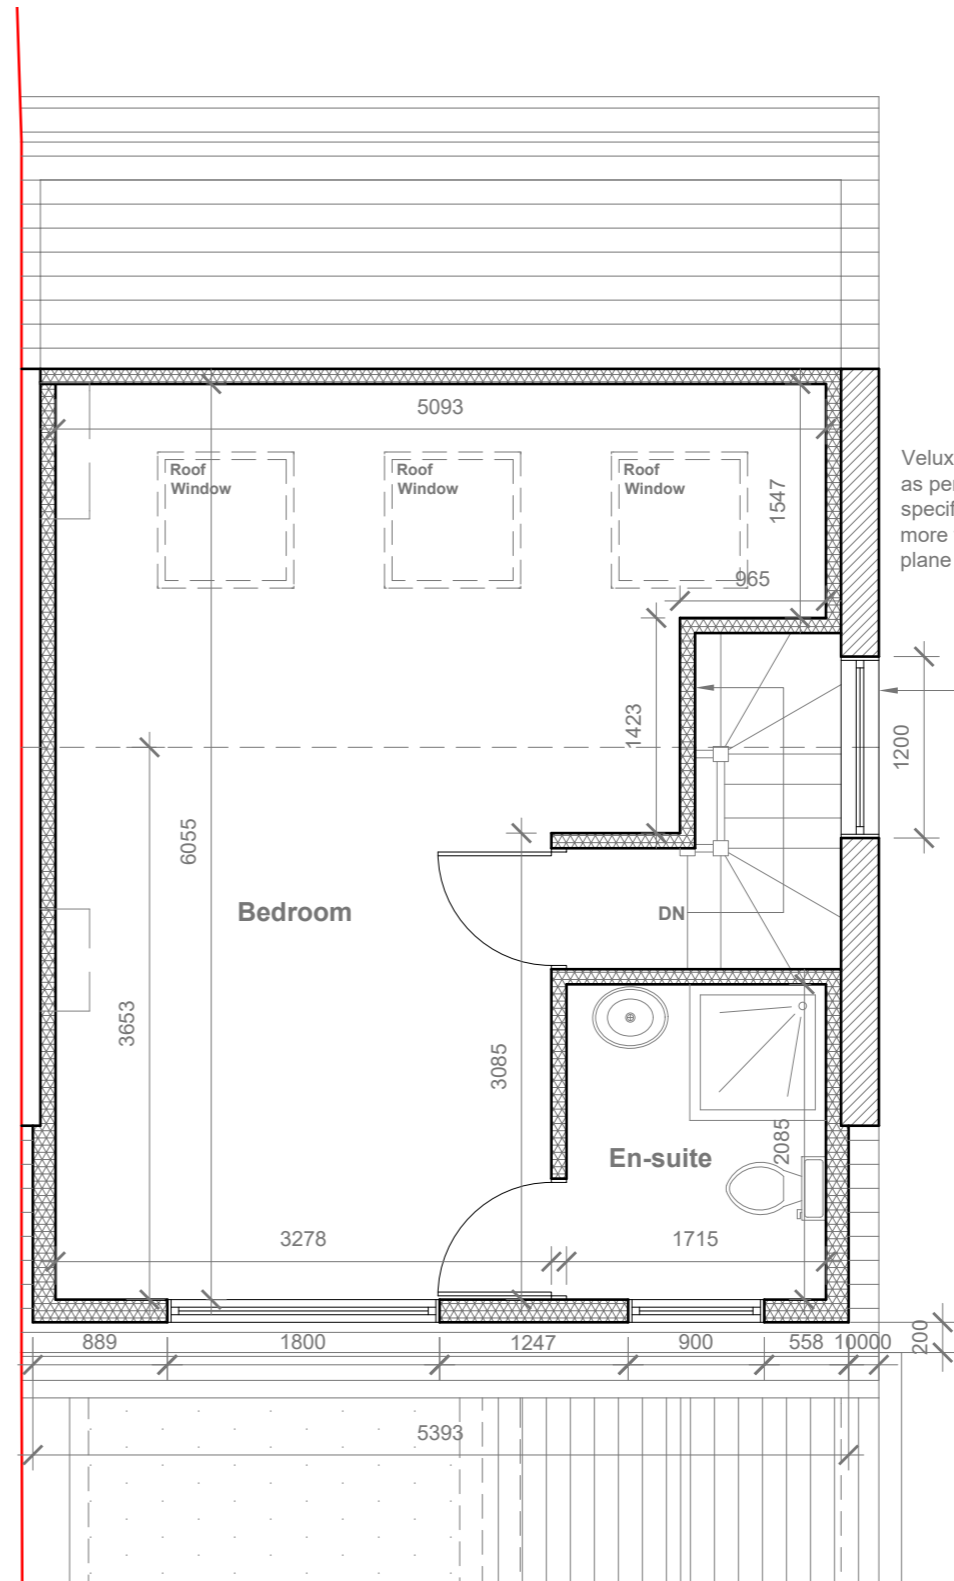 5093
Roof
Window
Roof
Window
Roof
Window
1547
Velux
as per
specif
more
plane
965
1423
1200
6055
Bedroom
DN
3653
3085
En-suite
2085
3278
1715
889
1800
1247
900
558
10000
200
5393